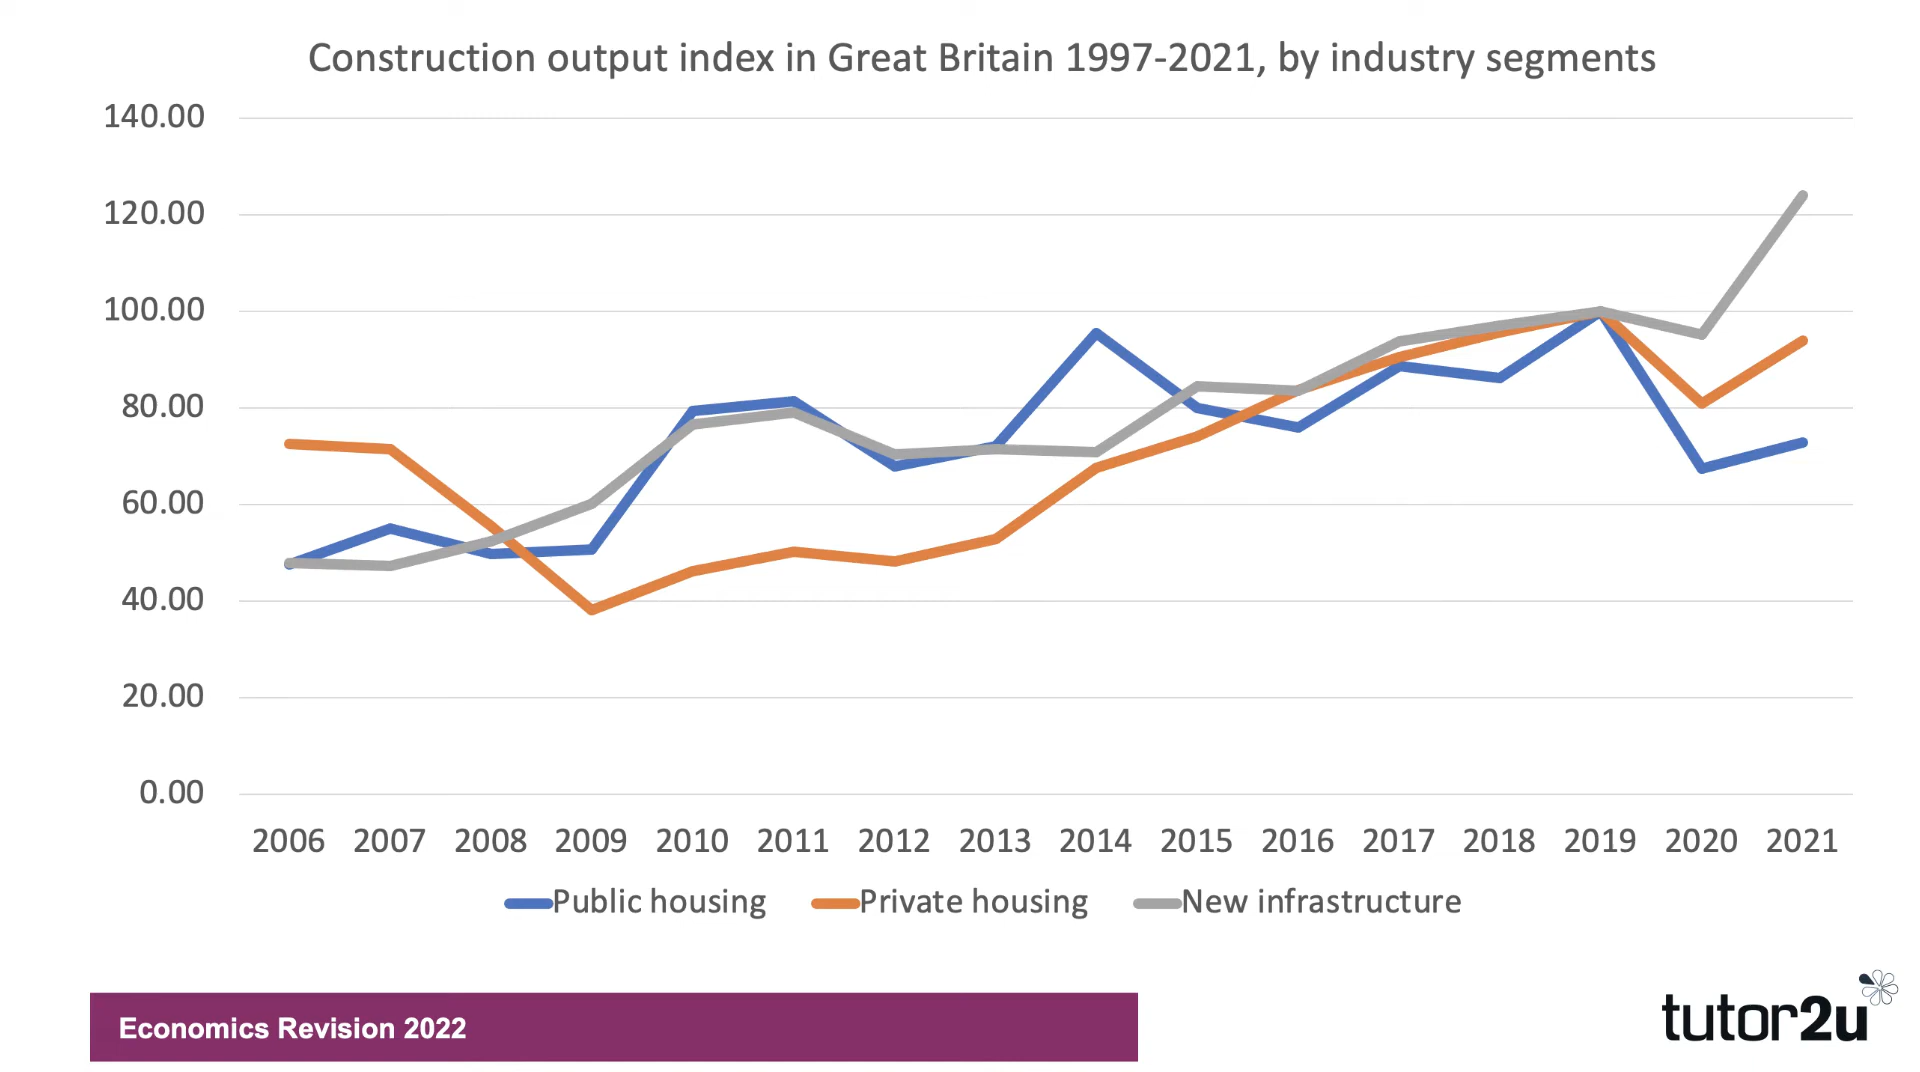 Construction output index in Great Britain 1997-2021, by industry segments
140.00
120.00
100.00
80.00
60.00
40.00
20.00
0.00
2006 2007 2008 2009 2010 2011 2012 2013 2014 2015 2016 2017 2018 2019 2020 2021
Public housing Private housing New infrastructure
Economics Revision 2022
tutor2u